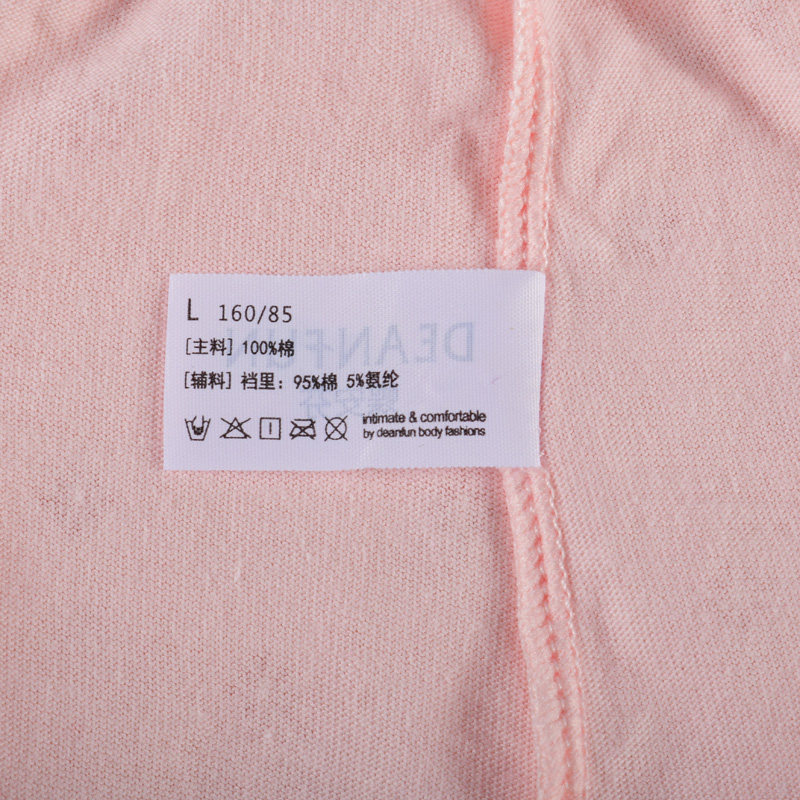 L 160/85
[主料] 100%棉
[辅料] 裆里：95%棉 5%氨纶
intimate & comfortable
by deanfun body fashions
DEANFUN